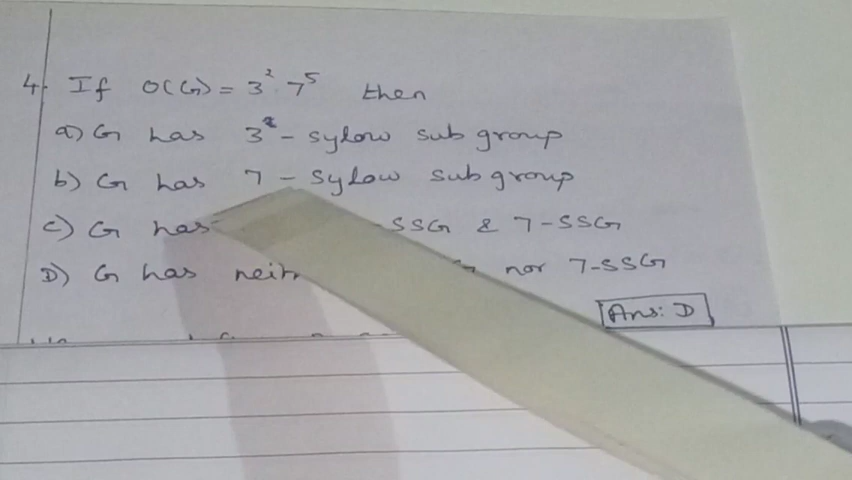 4. If O(G) = 3² 7⁵ then
a) G has 3² - sylow sub group
b) G has 7 - sylow sub group
c) G has SSG & 7-SSG
D) G has nor 7-SSG
Ans: D